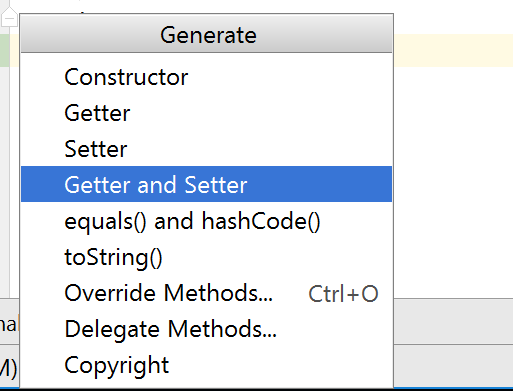 Generate
Constructor
Getter
Setter
Getter and Setter
equals() and hashCode()
toString()
Override Methods... Ctrl+O
Delegate Methods...
Copyright
M)